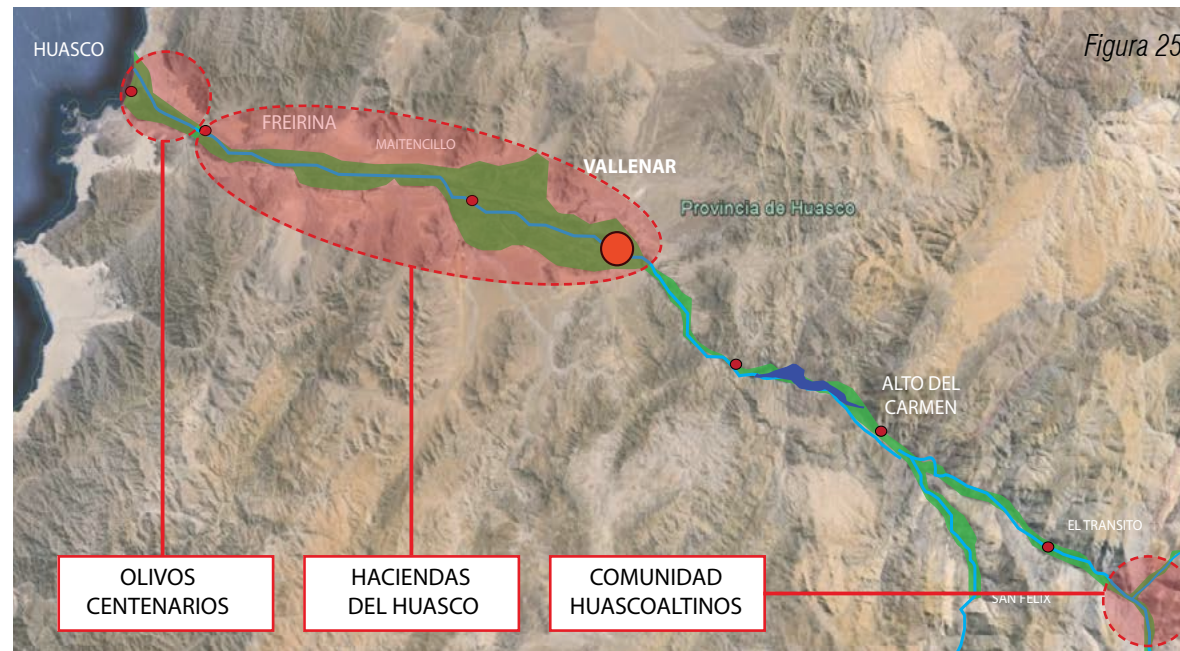 HUASCO
Figura 25
FREIRINA
MAITENCILLO
VALLENAR
Provincia de Huasco
ALTO DEL
CARMEN
EL TRANSITO
SAN FELIX
OLIVOS
CENTENARIOS
HACIENDAS
DEL HUASCO
COMUNIDAD
HUASCOALTINOS